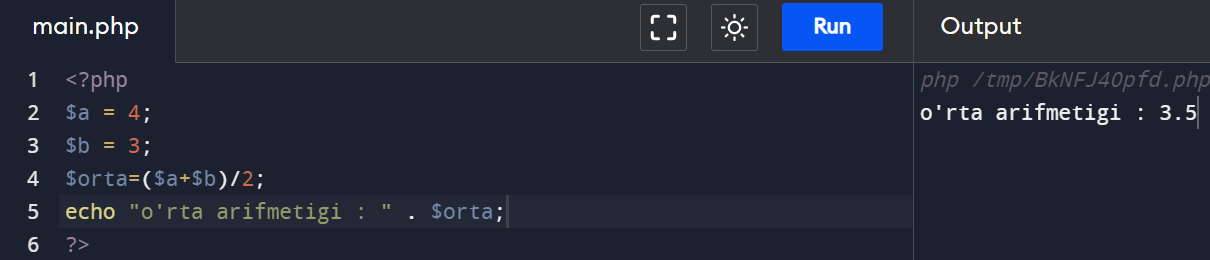 main.php
Run
Output
1 <?php
2 $a = 4;
3 $b = 3;
4 $orta=($a+$b)/2;
5 echo "o'rta arifmetigi : " . $orta;
6 ?>
php /tmp/BkNFJ40pfd.php
o'rta arifmetigi : 3.5